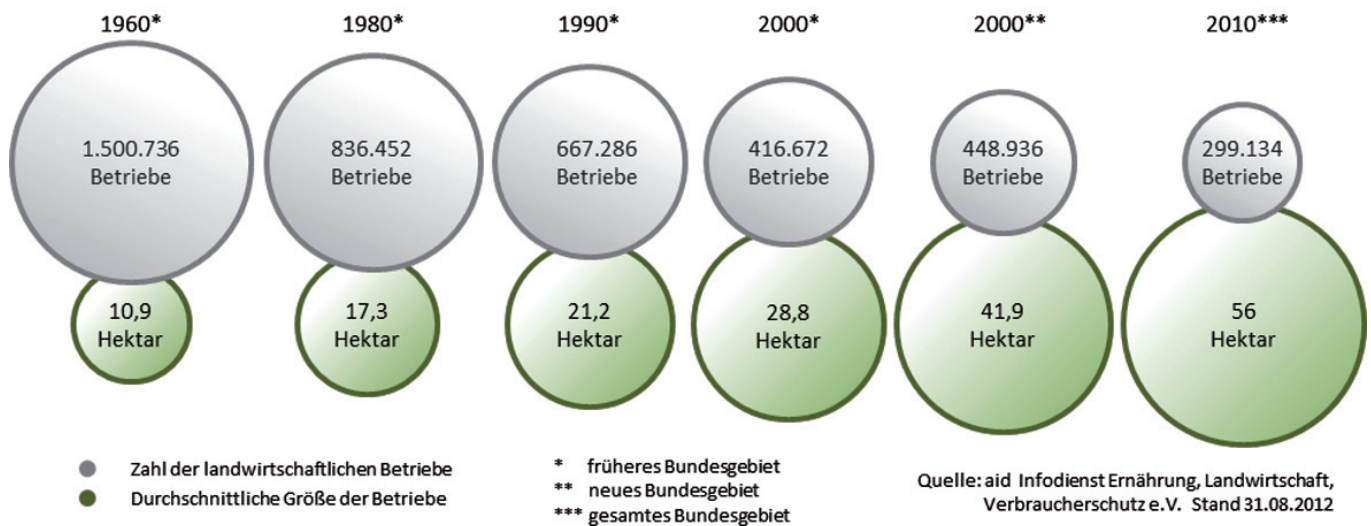 1960*
1980*
1990*
2000*
2000**
2010***
1.500.736
Betriebe
836.452
Betriebe
667.286
Betriebe
416.672
Betriebe
448.936
Betriebe
299.134
Betriebe
10,9
Hektar
17,3
Hektar
21,2
Hektar
28,8
Hektar
41,9
Hektar
56
Hektar
Zahl der landwirtschaftlichen Betriebe
Durchschnittliche Größe der Betriebe
* früheres Bundesgebiet
** neues Bundesgebiet
*** gesamtes Bundesgebiet
Quelle: aid Infodienst Ernährung, Landwirtschaft,
Verbraucherschutz e.V. Stand 31.08.2012